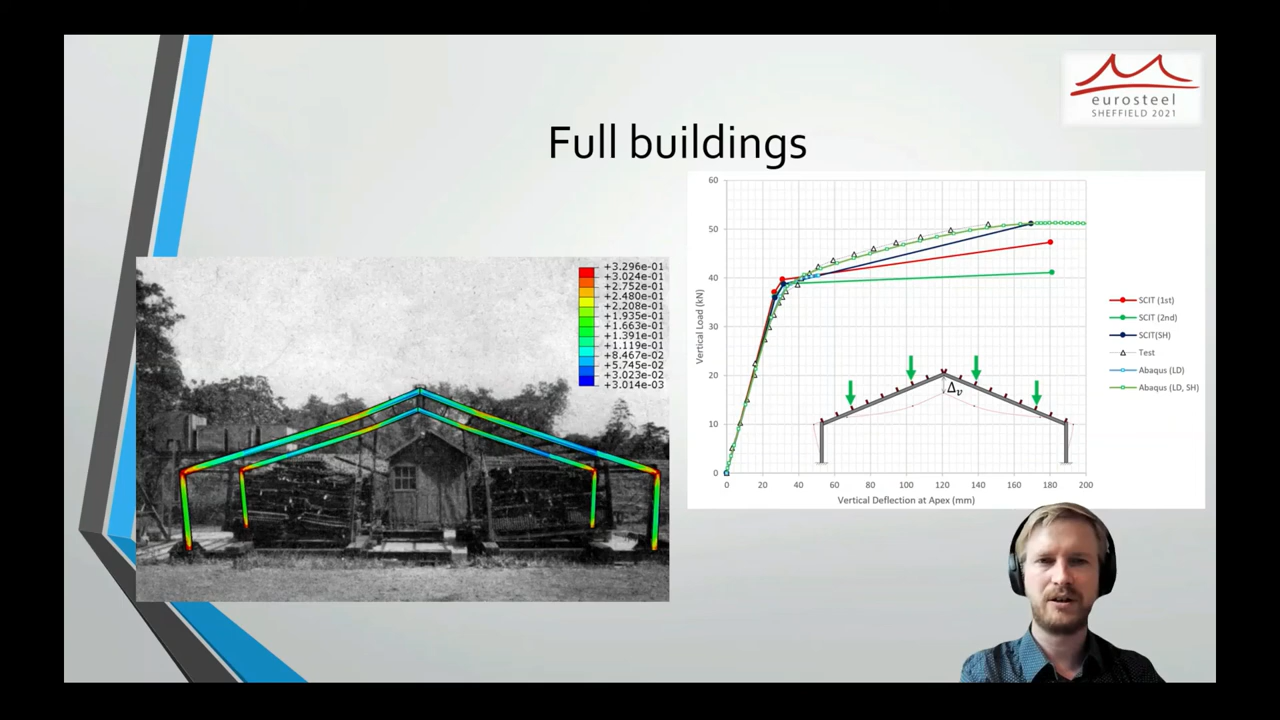 eurosteel
SHEFFIELD 2021
Full buildings
+3.296e-01
+3.024e-01
+2.752e-01
+2.480e-01
+2.208e-01
+1.935e-01
+1.663e-01
+1.391e-01
+1.119e-01
+8.467e-02
+5.745e-02
+3.023e-02
+3.014e-03
Vertical Load (kN)
60
50
40
30
20
10
0
0 20 40 60 80 100 120 140 160 180 200
Vertical Deflection at Apex (mm)
Δv
SCIT (1st)
SCIT (2nd)
SCIT(SH)
Test
Abaqus (LD)
Abaqus (LD, SH)